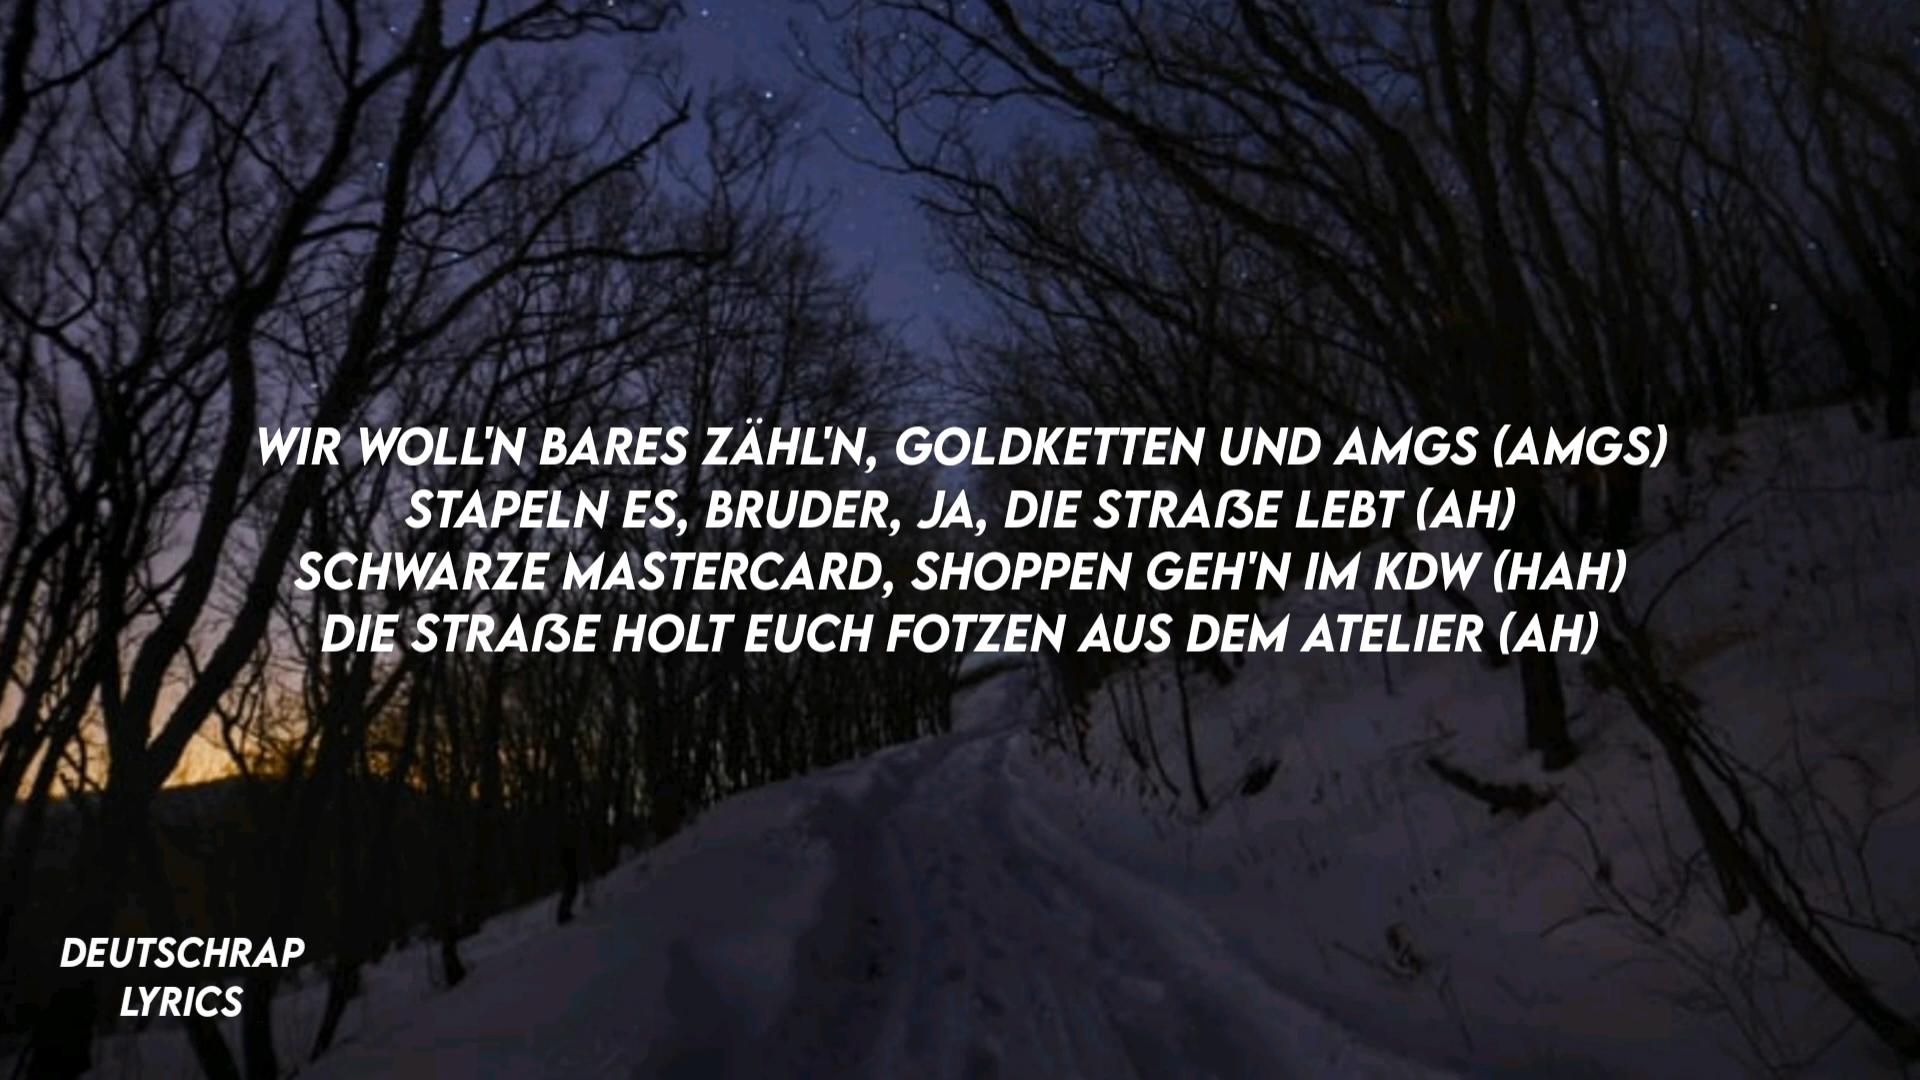 WIR WOLL'N BARES ZÄHL'N, GOLDKETTEN UND AMGS (AMGS)
STAPELN ES, BRUDER, JA, DIE STRAßE LEBT (AH)
SCHWARZE MASTERCARD, SHOPPEN GEH'N IM KDW (HAH)
DIE STRAßE HOLT EUCH FOTZEN AUS DEM ATELIER (AH)
DEUTSCHRAP
LYRICS